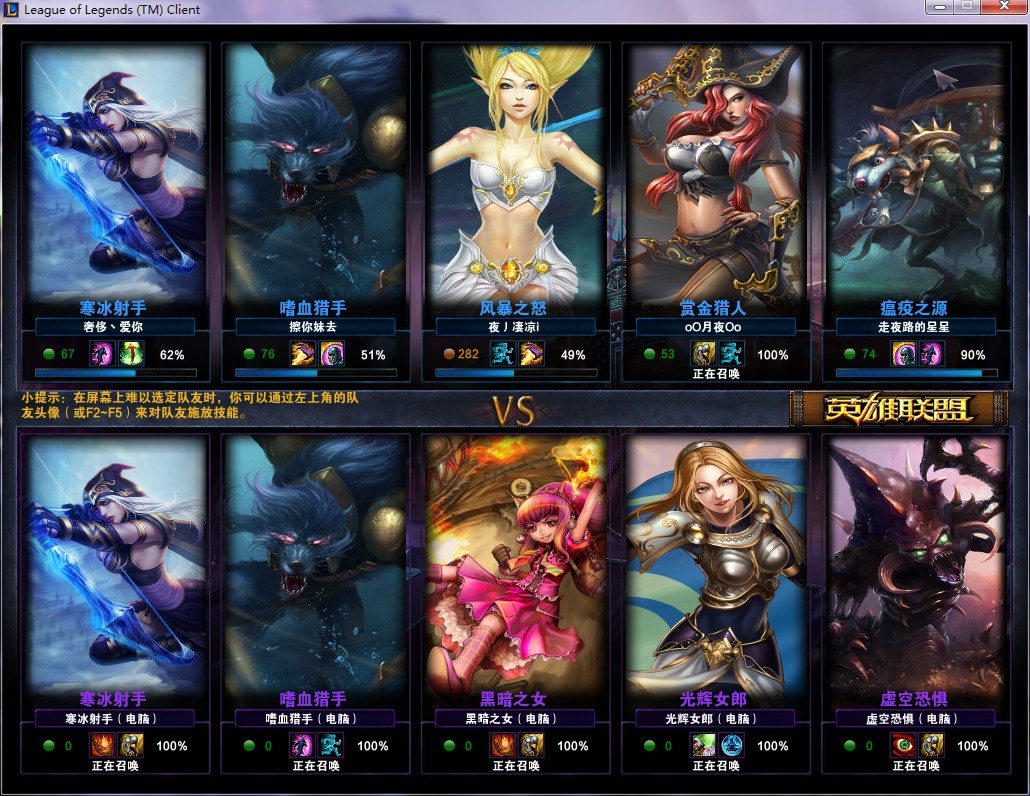 League of Legends (TM) Client
寒冰射手
奢侈丶爱你
67
62%
嗜血猎手
擦你妹去
76
51%
风暴之怒
夜丿凄凉i
282
49%
赏金猎人
oO月夜Oo
53
100%
正在召唤
瘟疫之源
走夜路的星星
74
90%
小提示：在屏幕上难以选定队友时，你可以通过左上角的队
友头像（或F2~F5）来对队友施放技能。
VS
英雄联盟
寒冰射手
寒冰射手（电脑）
0
100%
正在召唤
嗜血猎手
嗜血猎手（电脑）
0
100%
正在召唤
黑暗之女
黑暗之女（电脑）
0
100%
正在召唤
光辉女郎
光辉女郎（电脑）
0
100%
正在召唤
虚空恐惧
虚空恐惧（电脑）
0
100%
正在召唤